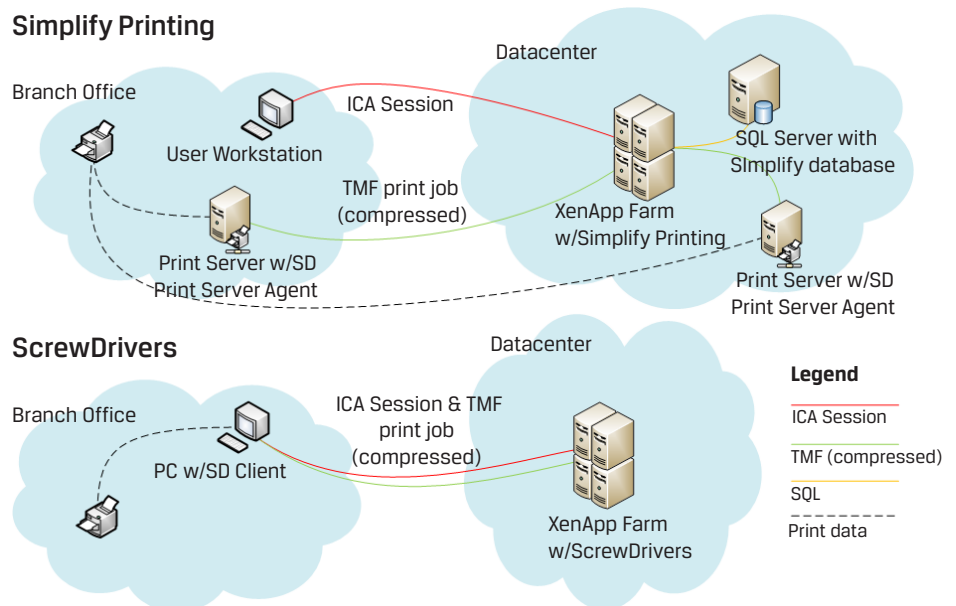 Simplify Printing
Datacenter
Branch Office
ICA Session
User Workstation
SQL Server with
SImplify database
TMF print job
(compressed)
XenApp Farm
w/Simplify Printing
Print Server w/SD
Print Server Agent
Print Server w/SD
Print Server Agent
ScrewDrivers
Datacenter
Branch Office
ICA Session & TMF
print job
(compressed)
PC w/SD Client
XenApp Farm
w/ScrewDrivers
Legend
ICA Session
TMF (compressed)
SQL
Print data